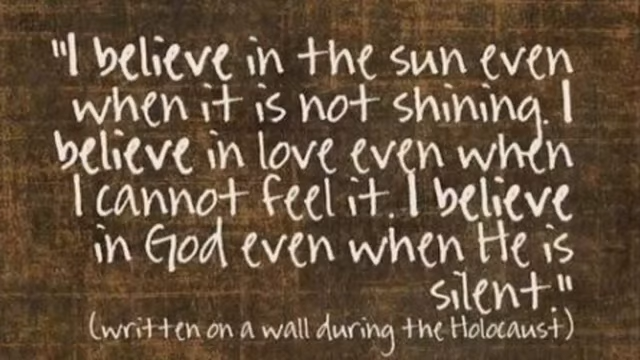 "I believe in the sun even
when it is not shining. I
believe in love even when
I cannot feel it. I believe
in God even when He is
silent."
(written on a wall during the Holocaust)